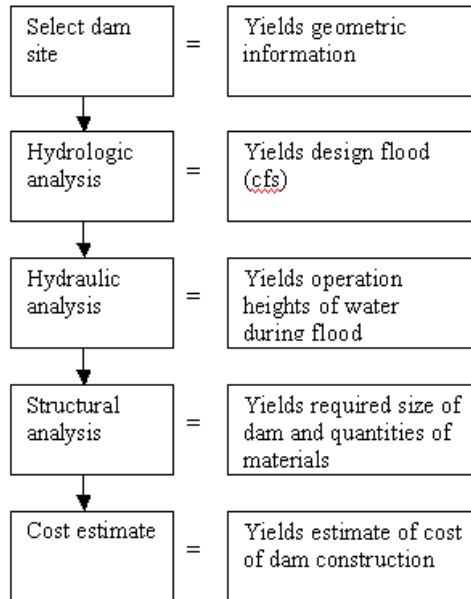 Select dam
site
=
Yields geometric
information
Hydrologic
analysis
=
Yields design flood
(cfs)
Hydraulic
analysis
=
Yields operation
heights of water
during flood
Structural
analysis
=
Yields required size of
dam and quantities of
materials
Cost estimate
=
Yields estimate of cost
of dam construction